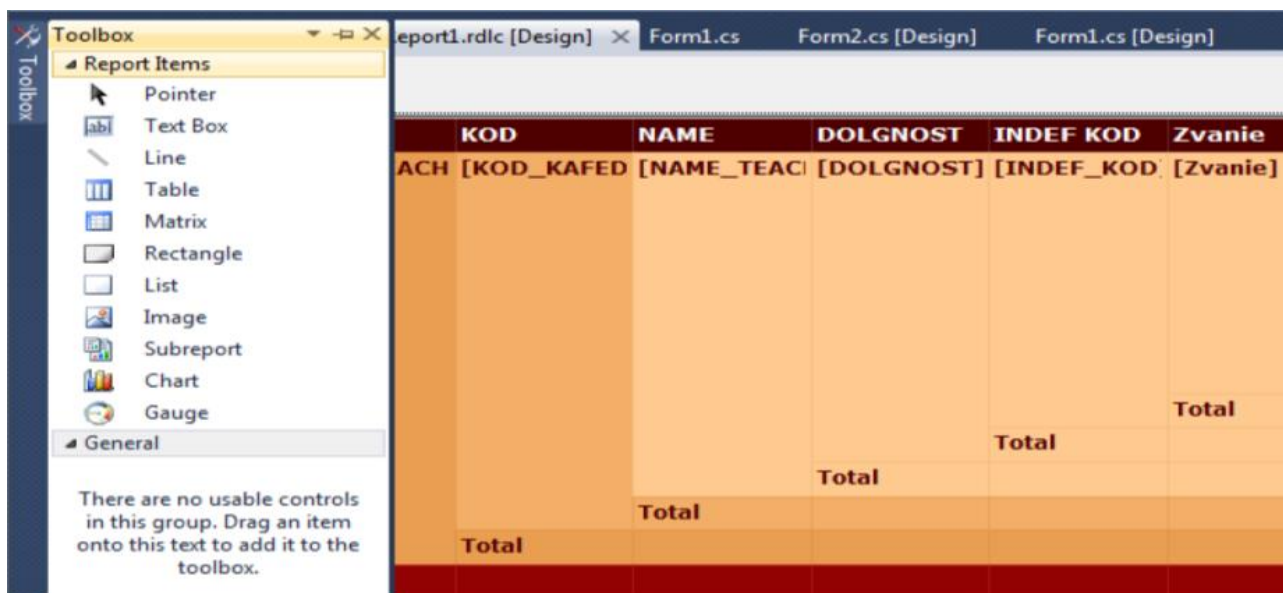 Toolbox
Toolbox
Report Items
Pointer
Text Box
Line
Table
Matrix
Rectangle
List
Image
Subreport
Chart
Gauge
General
There are no usable controls
in this group. Drag an item
onto this text to add it to the
toolbox.
eport1.rdlc [Design] Form1.cs Form2.cs [Design] Form1.cs [Design]
KOD NAME DOLGNOST INDEF KOD Zvanie
ACH [KOD_KAFED [NAME_TEAC [DOLGNOST] [INDEF_KOD [Zvanie]
Total
Total
Total
Total
Total